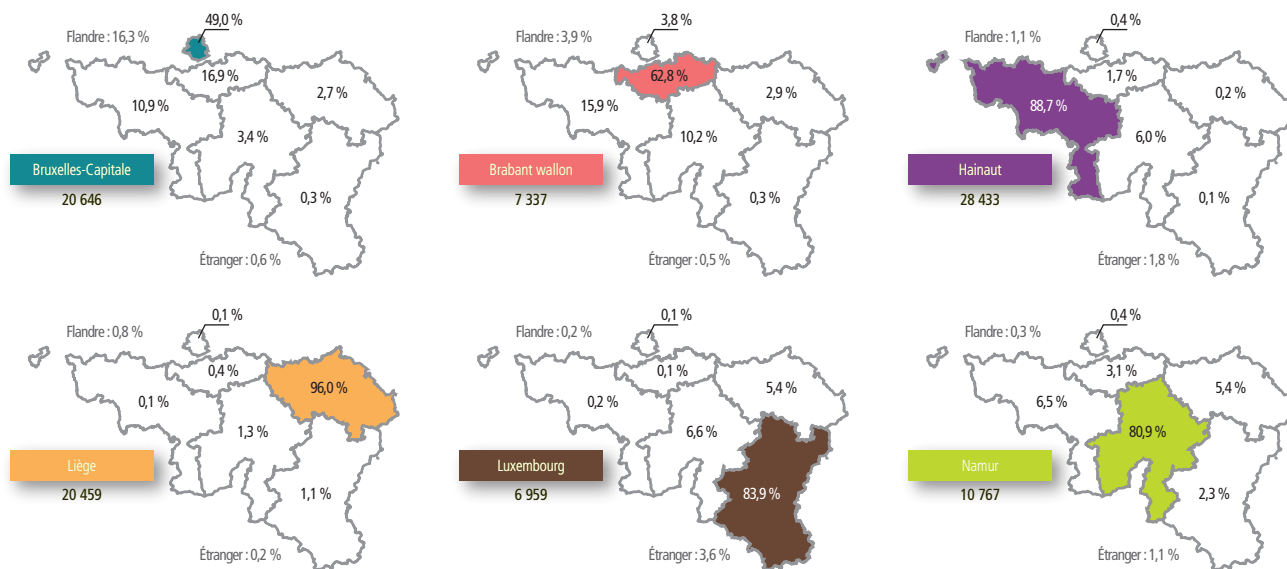 49,0 %
Flandre : 16,3 %
16,9 %
2,7 %
10,9 %
3,4 %
Bruxelles-Capitale
20 646
0,3 %
Étranger : 0,6 %
3,8 %
Flandre : 3,9 %
62,8 %
2,9 %
15,9 %
10,2 %
Brabant wallon
7 337
0,3 %
Étranger : 0,5 %
0,4 %
Flandre : 1,1 %
1,7 %
0,2 %
88,7 %
6,0 %
Hainaut
28 433
0,1 %
Étranger : 1,8 %
0,1 %
Flandre : 0,8 %
0,4 %
96,0 %
0,1 %
1,3 %
Liège
20 459
1,1 %
Étranger : 0,2 %
0,1 %
Flandre : 0,2 %
0,1 %
5,4 %
0,2 %
6,6 %
Luxembourg
6 959
83,9 %
Étranger : 3,6 %
0,4 %
Flandre : 0,3 %
3,1 %
5,4 %
6,5 %
80,9 %
Namur
10 767
2,3 %
Étranger : 1,1 %